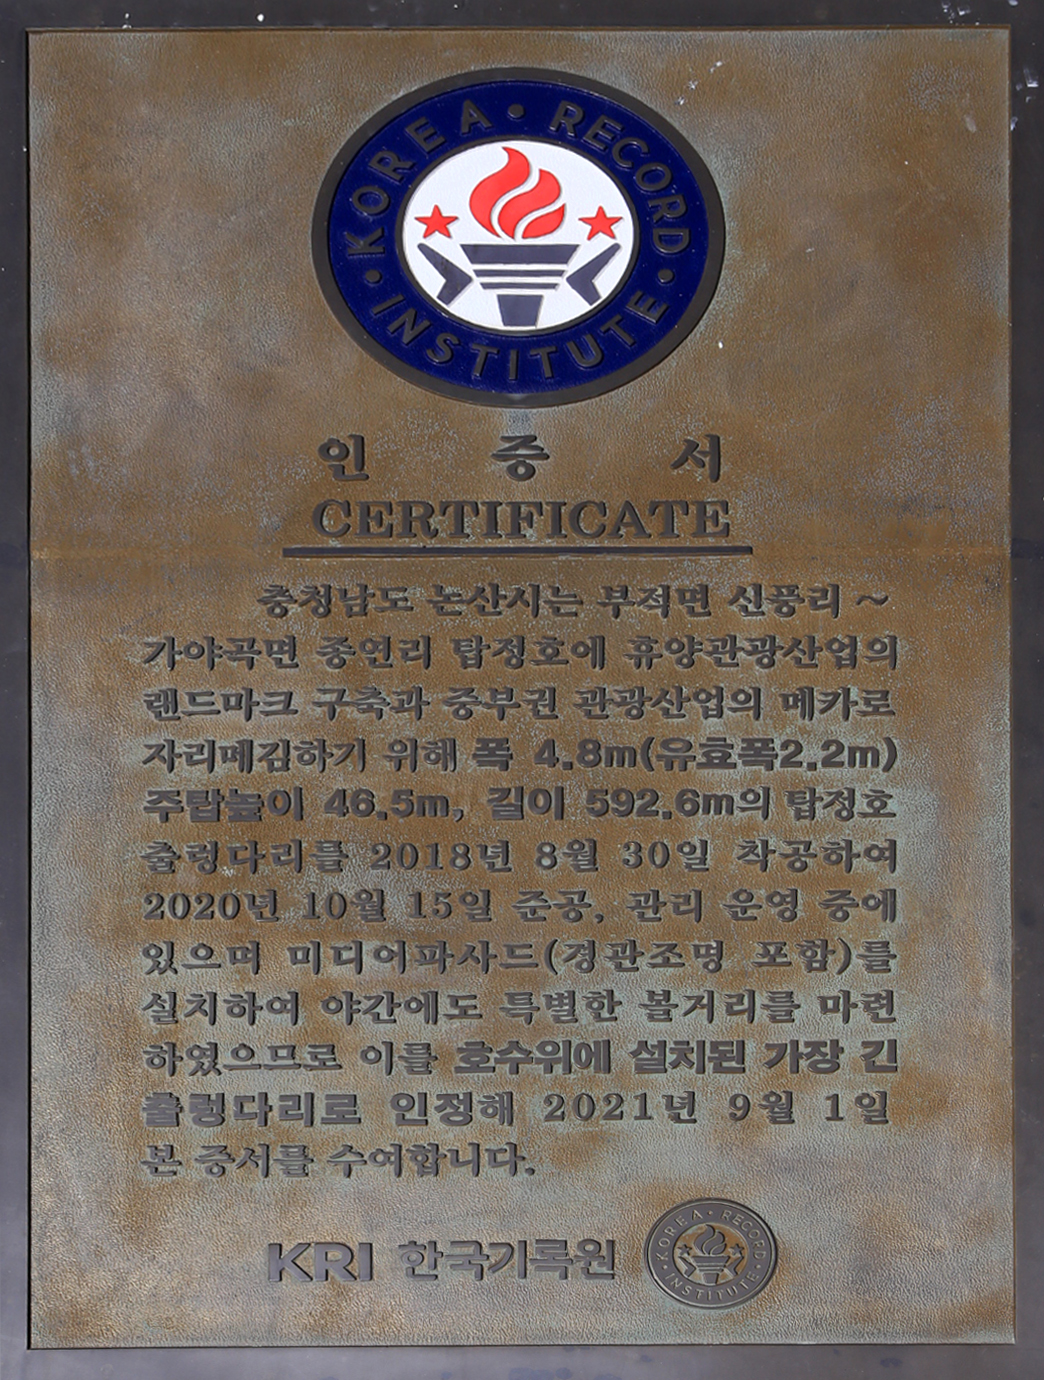 KOREA · RECORD · INSTITUTE ·
인 증 서
CERTIFICATE
충청남도 논산시는 부적면 신풍리 ~
가야곡면 종연리 탑정호에 휴양관광산업의
랜드마크 구축과 중부권 관광산업의 메카로
자리매김하기 위해 폭 4.8m(유효폭2.2m)
주탑높이 46.5m, 길이 592.6m의 탑정호
출렁다리를 2018년 8월 30일 착공하여
2020년 10월 15일 준공, 관리 운영 중에
있으며 미디어파사드(경관조명 포함)를
설치하여 야간에도 특별한 볼거리를 마련
하였으므로 이를 호수위에 설치된 가장 긴
출렁다리로 인정해 2021년 9월 1일
본 증서를 수여합니다.
KRI 한국기록원
KOREA · RECORD · INSTITUTE ·